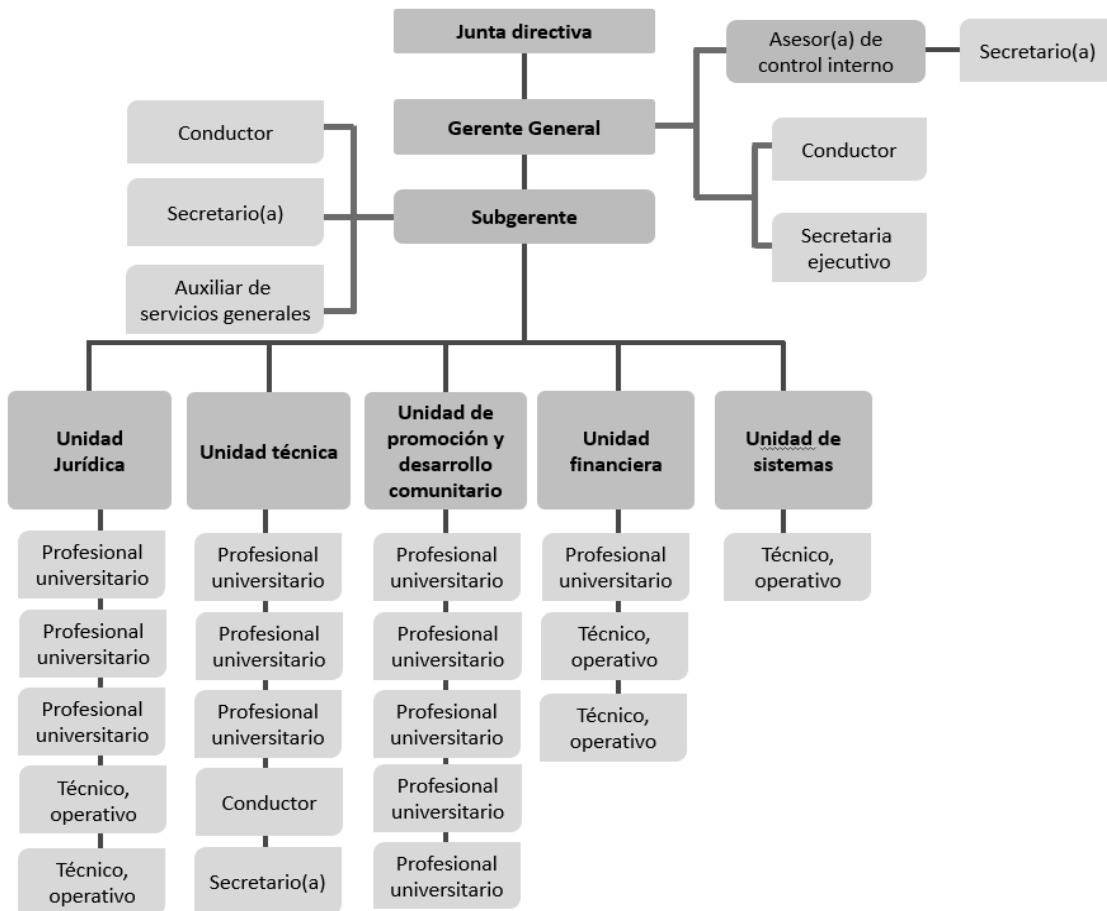 Junta directiva
Asesor(a) de
control interno
Secretario(a)
Gerente General
Conductor
Conductor
Secretario(a)
Subgerente
Secretaria
ejecutivo
Auxiliar de
servicios generales
Unidad
Jurídica
Unidad técnica
Unidad de
promoción y
desarrollo
comunitario
Unidad
financiera
Unidad de
sistemas
Profesional
universitario
Profesional
universitario
Profesional
universitario
Técnico,
operativo
Técnico,
operativo
Profesional
universitario
Profesional
universitario
Profesional
universitario
Conductor
Secretario(a)
Profesional
universitario
Profesional
universitario
Profesional
universitario
Profesional
universitario
Profesional
universitario
Profesional
universitario
Técnico,
operativo
Técnico,
operativo
Técnico,
operativo